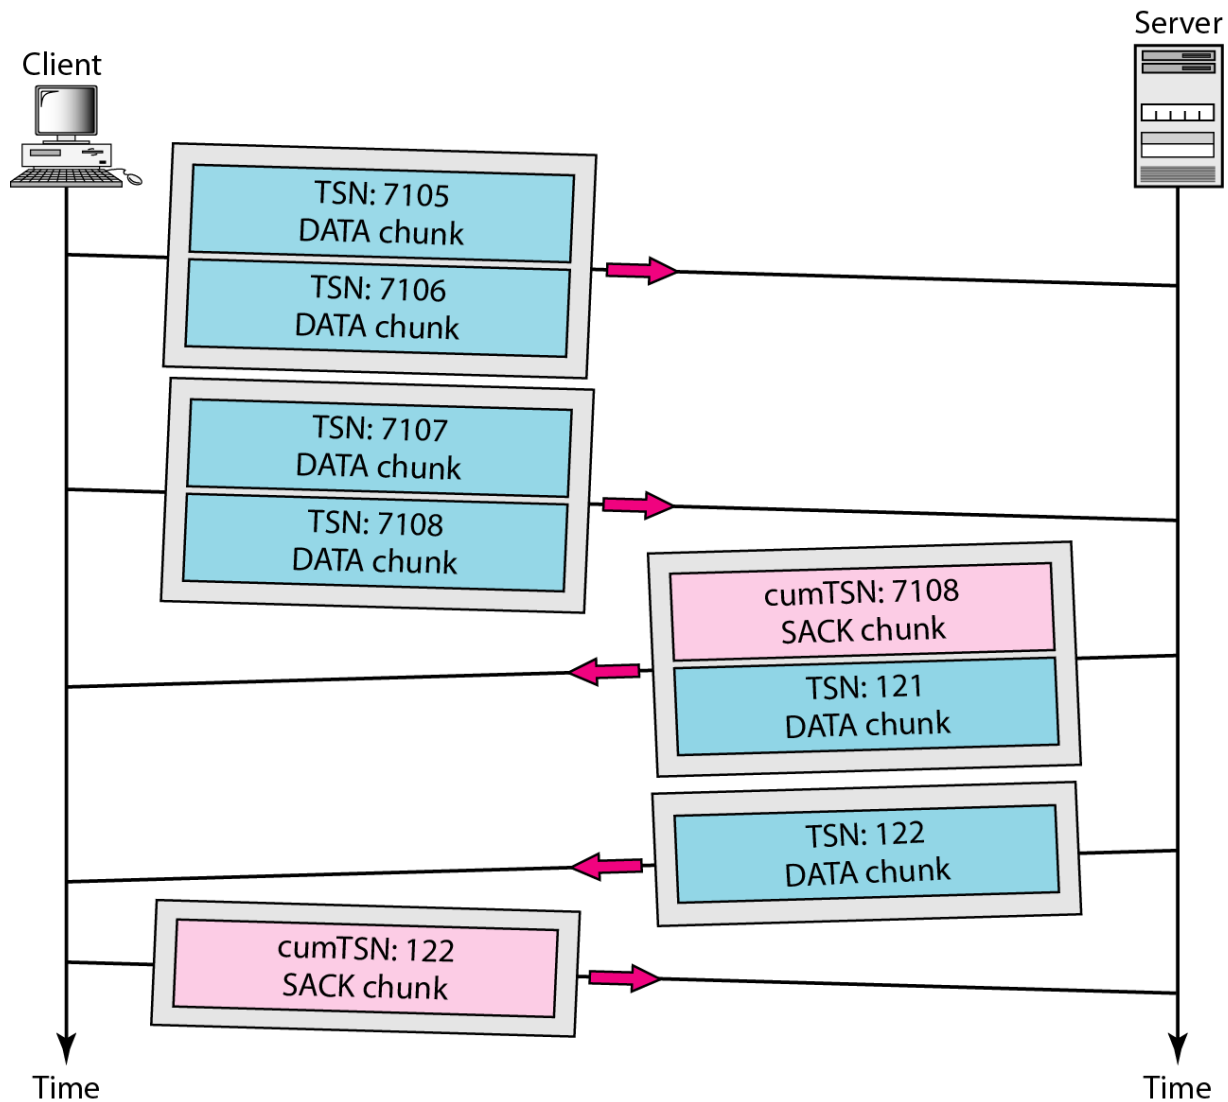 Server
Client
TSN: 7105
DATA chunk
TSN: 7106
DATA chunk
TSN: 7107
DATA chunk
TSN: 7108
DATA chunk
cumTSN: 7108
SACK chunk
TSN: 121
DATA chunk
TSN: 122
DATA chunk
cumTSN: 122
SACK chunk
Time
Time